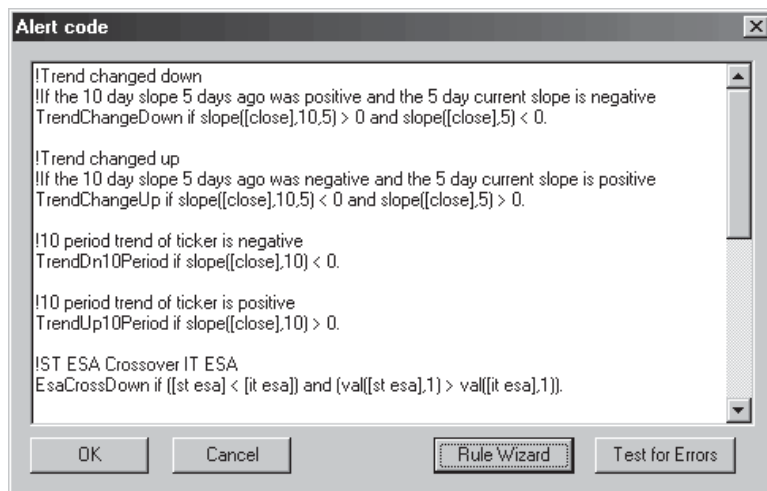 Alert code
!Trend changed down
!If the 10 day slope 5 days ago was positive and the 5 day current slope is negative
TrendChangeDown if slope([close],10,5) > 0 and slope([close],5) < 0.
!Trend changed up
!If the 10 day slope 5 days ago was negative and the 5 day current slope is positive
TrendChangeUp if slope([close],10,5) < 0 and slope([close],5) > 0.
!10 period trend of ticker is negative
TrendDn10Period if slope([close],10) < 0.
!10 period trend of ticker is positive
TrendUp10Period if slope([close],10) > 0.
!ST ESA Crossover IT ESA
EsaCrossDown if ([st esa] < [it esa]) and (val([st esa],1) > val([it esa],1)).
OK Cancel Rule Wizard Test for Errors